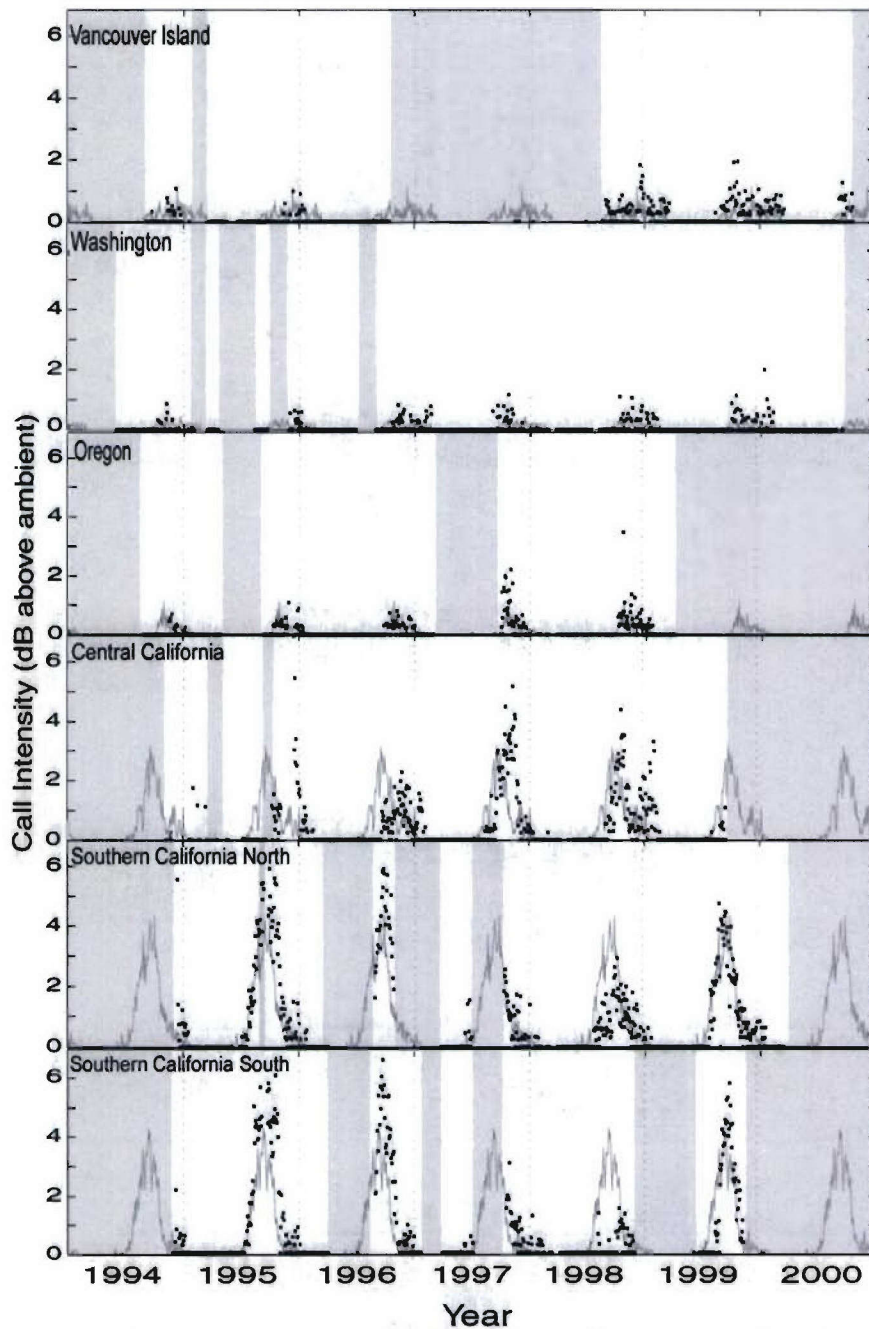 Vancouver Island
6
4
2
0
Washington
6
4
2
0
Oregon
6
4
2
0
Central California
6
4
2
0
Southern California North
6
4
2
0
Southern California South
6
4
2
0
Call Intensity (dB above ambient)
1994 1995 1996 1997 1998 1999 2000
Year